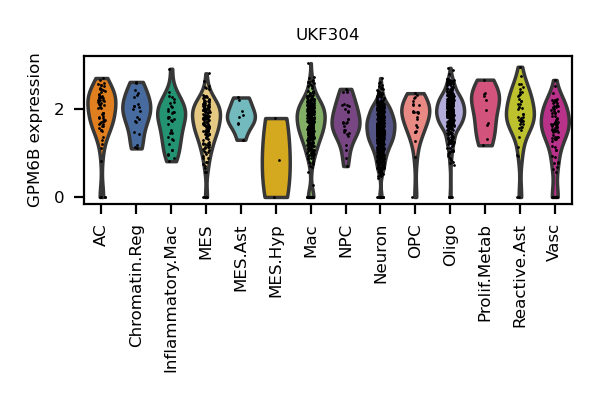 UKF304
GPM6B expression
2
0
AC
Chromatin.Reg
Inflammatory.Mac
MES
MES.Ast
MES.Hyp
Mac
NPC
Neuron
OPC
Oligo
Prolif.Metab
Reactive.Ast
Vasc